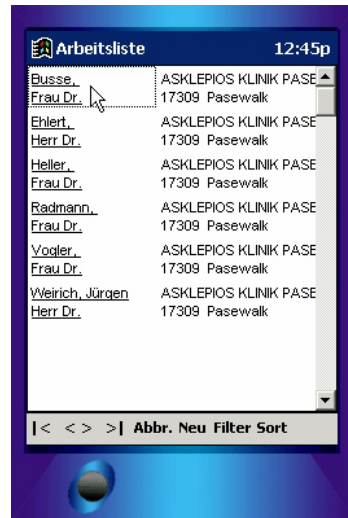 Arbeitsliste 12:45p
Busse, ASKLEPIOS KLINIK PASE
Frau Dr. 17309 Pasewalk
Ehlert, ASKLEPIOS KLINIK PASE
Herr Dr. 17309 Pasewalk
Heller, ASKLEPIOS KLINIK PASE
Frau Dr. 17309 Pasewalk
Radmann, ASKLEPIOS KLINIK PASE
Frau Dr. 17309 Pasewalk
Vogler, ASKLEPIOS KLINIK PASE
Frau Dr. 17309 Pasewalk
Weirich, Jürgen ASKLEPIOS KLINIK PASE
Herr Dr. 17309 Pasewalk
|< < > >| Abbr. Neu Filter Sort